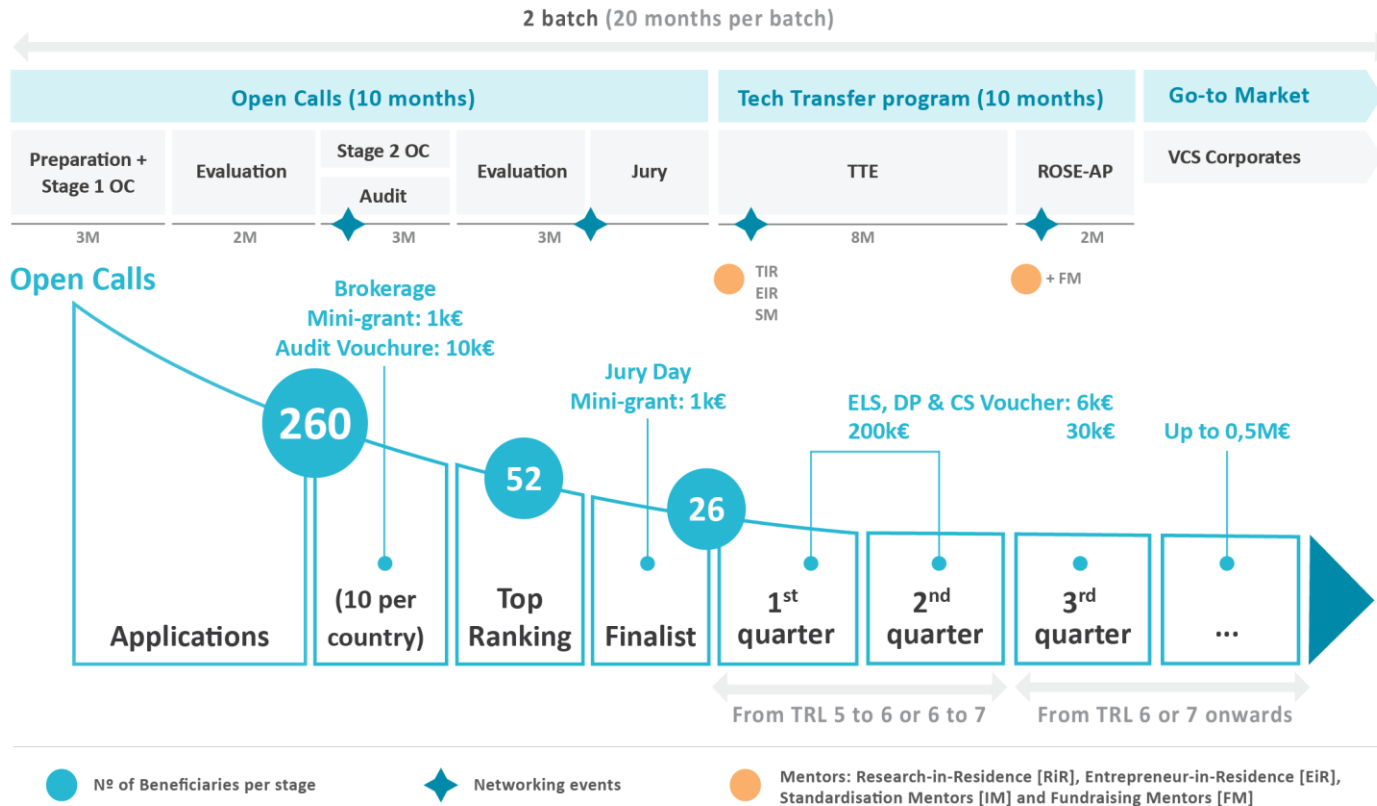 2 batch (20 months per batch)
Open Calls (10 months)
Tech Transfer program (10 months)
Go-to Market
Preparation +
Stage 1 OC
Evaluation
Stage 2 OC
Audit
Evaluation
Jury
TTE
ROSE-AP
VCS Corporates
3M
2M
3M
3M
8M
2M
Open Calls
TIR
EIR
SM
+ FM
Brokerage
Mini-grant: 1k€
Audit Vouchure: 10k€
Jury Day
Mini-grant: 1k€
ELS, DP & CS Voucher: 6k€
200k€
30k€
Up to 0,5M€
260
52
26
Applications
(10 per
country)
Top
Ranking
Finalist
1st
quarter
2nd
quarter
3rd
quarter
...
From TRL 5 to 6 or 6 to 7
From TRL 6 or 7 onwards
Nº of Beneficiaries per stage
Networking events
Mentors: Research-in-Residence [RiR], Entrepreneur-in-Residence [EiR],
Standardisation Mentors [IM] and Fundraising Mentors [FM]